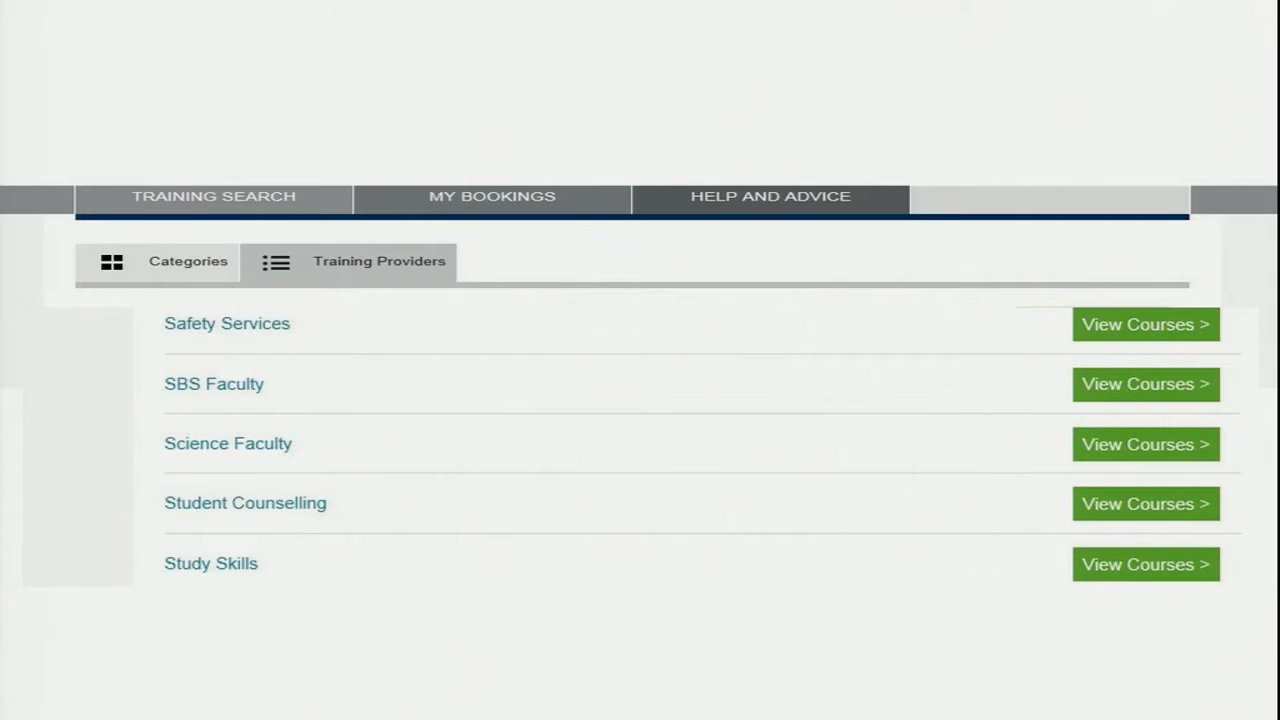 TRAINING SEARCH MY BOOKINGS HELP AND ADVICE
Categories Training Providers
Safety Services View Courses >
SBS Faculty View Courses >
Science Faculty View Courses >
Student Counselling View Courses >
Study Skills View Courses >